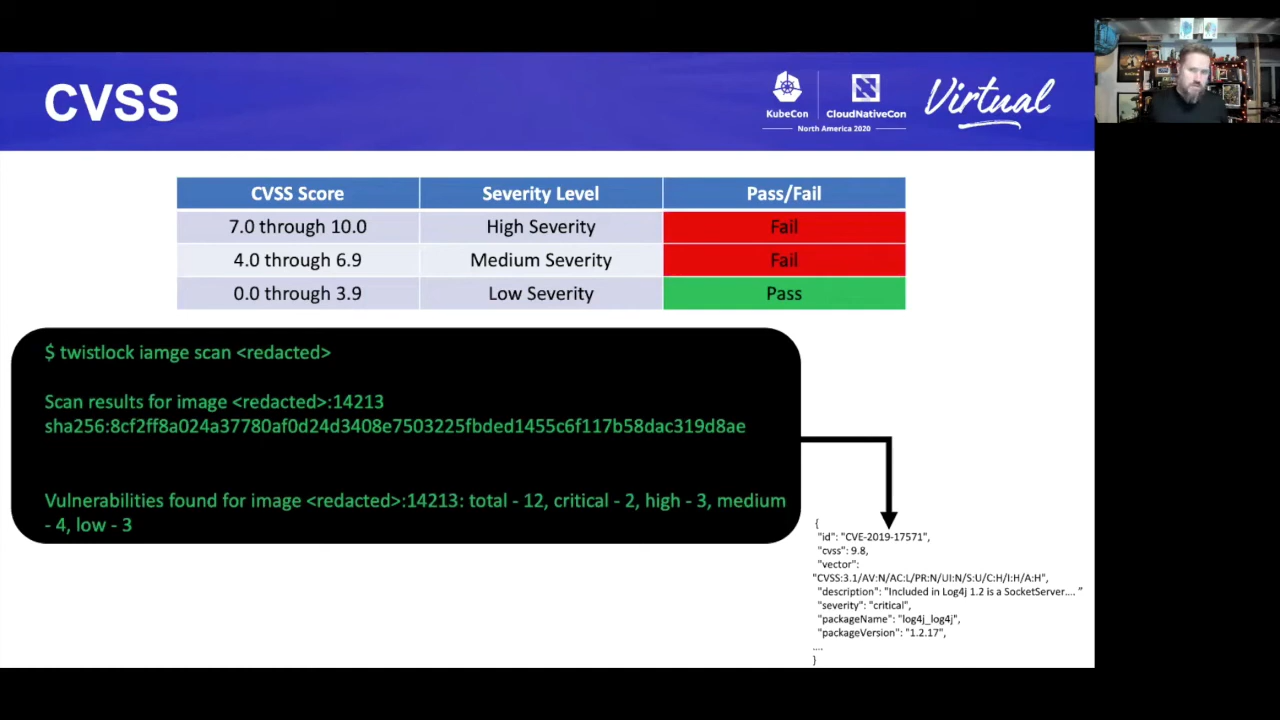 CVSS
KubeCon
CloudNativeCon
North America 2020
Virtual
CVSS Score Severity Level Pass/Fail
7.0 through 10.0 High Severity Fail
4.0 through 6.9 Medium Severity Fail
0.0 through 3.9 Low Severity Pass
$ twistlock iamge scan <redacted>
Scan results for image <redacted>:14213
sha256:8cf2ff8a024a37780af0d24d3408e7503225fbded1455c6f117b58dac319d8ae
Vulnerabilities found for image <redacted>:14213: total - 12, critical - 2, high - 3, medium
- 4, low - 3
{
"id": "CVE-2019-17571",
"cvss": 9.8,
"vector":
"CVSS:3.1/AV:N/AC:L/PR:N/UI:N/S:U/C:H/I:H/A:H",
"description": "Included in Log4j 1.2 is a SocketServer.... ”
"severity": "critical",
"packageName": "log4j_log4j",
"packageVersion": "1.2.17",
....
}